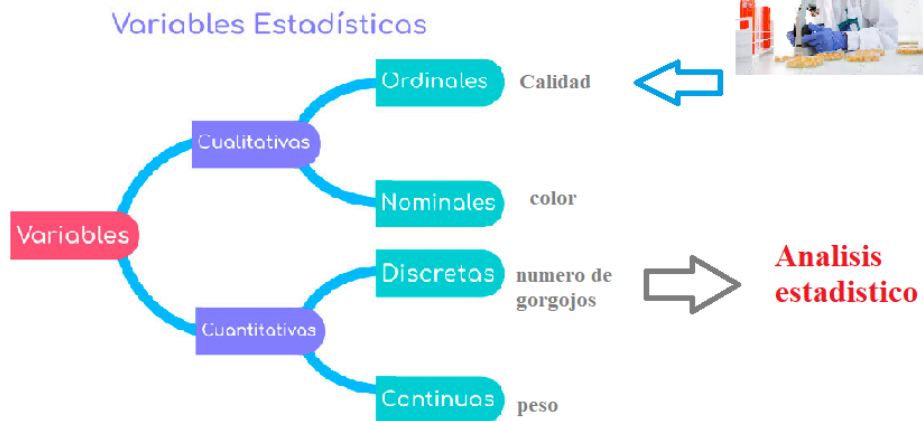 Variables Estadísticas
Ordinales
Calidad
Cualitativas
Nominales
color
Variables
Discretas
numero de
gorgojos
Analisis
estadistico
Cuantitativas
Continuas
peso